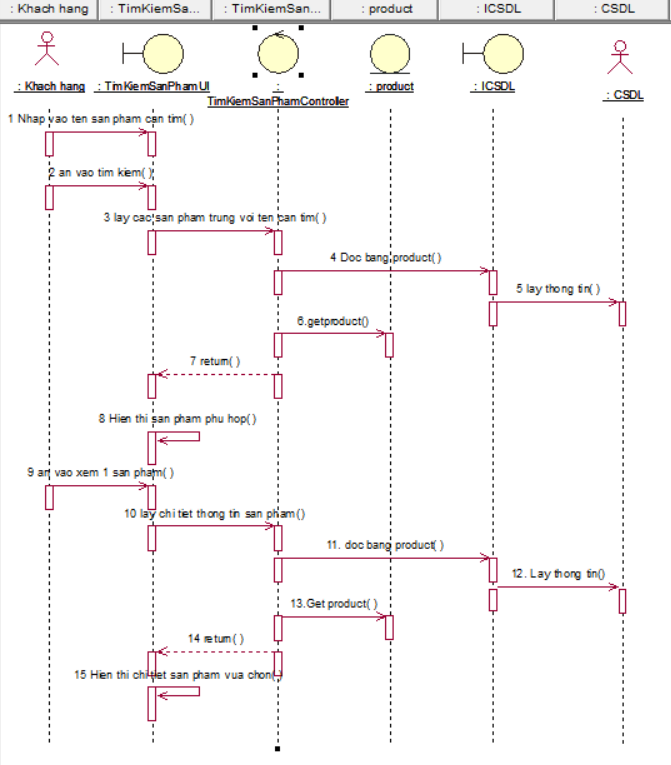 : Khach hang : TimKiemSa... : TimKiemSan... : product : ICSDL : CSDL
: Khach hang : TimKiemSanPhamUI : TimKiemSanPhamController : product : ICSDL : CSDL
1 Nhap vao ten san pham can tim( )
2 an vao tim kiem( )
3 lay cac san pham trung voi ten can tim( )
4 Doc bang product( )
5 lay thong tin( )
6.getproduct()
7 return( )
8 Hien thi san pham phu hop()
9 an vao xem 1 san pham( )
10 lay chi tiet thong tin san pham()
11. doc bang product( )
12. Lay thong tin()
13.Get product( )
14 return( )
15 Hien thi chi tiet san pham vua chon( )